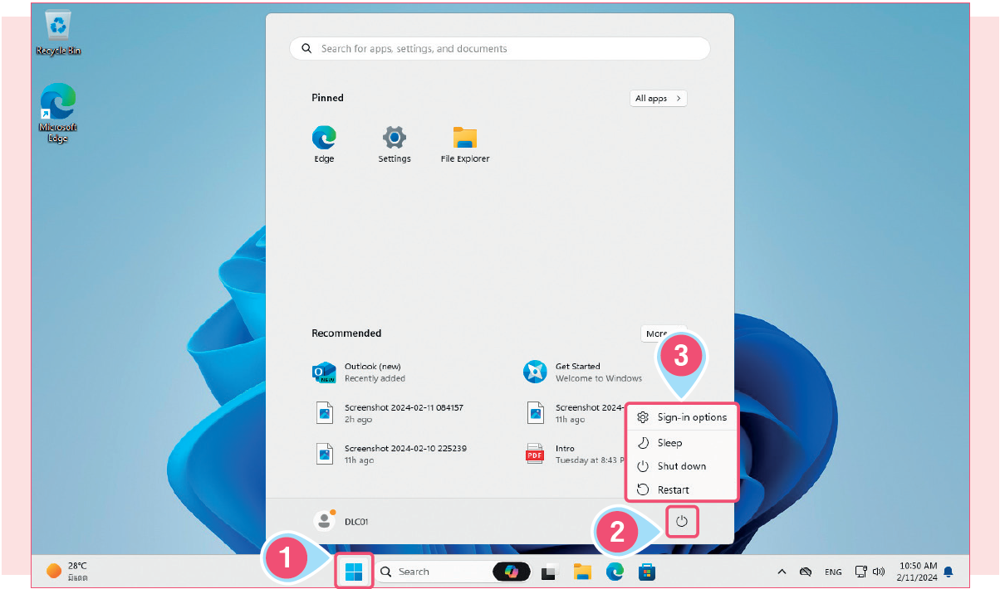 Recycle Bin
Microsoft
Edge
Search for apps, settings, and documents
Pinned
All apps
Edge
Settings
File Explorer
Recommended
More
3
Outlook (new)
Recently added
Get Started
Welcome to Windows
Screenshot 2024-02-11 084157
2h ago
Screenshot 2024-
11h ago
Screenshot 2024-02-10 225239
11h ago
Intro
Tuesday at 8:43 P
PDF
NEW
Sign-in options
Sleep
Shut down
Restart
DLC01
2
1
28°C
มีแดด
Search
ENG
10:50 AM
2/11/2024